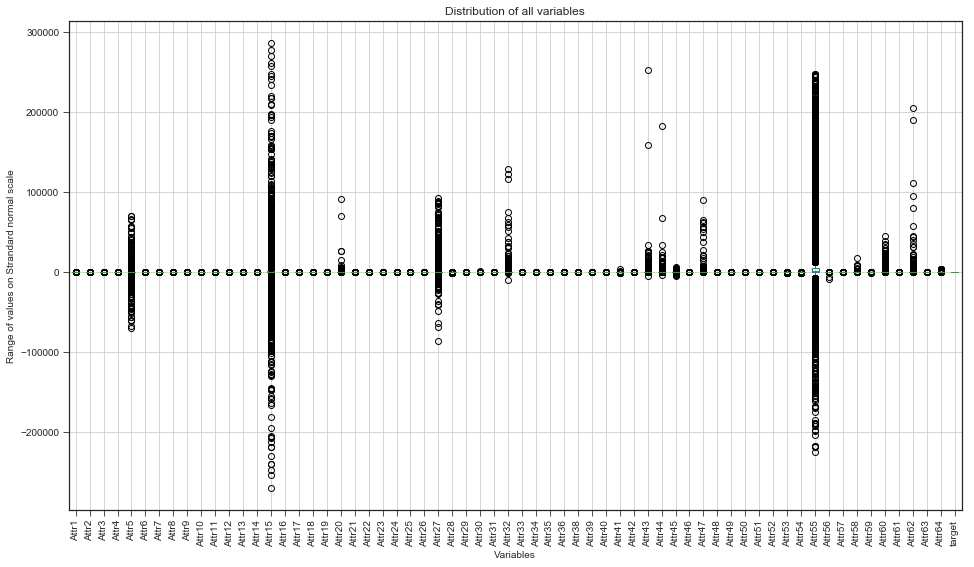 Distribution of all variables
Range of values on Strandard normal scale
300000
200000
100000
0
−100000
−200000
Attr1
Attr2
Attr3
Attr4
Attr5
Attr6
Attr7
Attr8
Attr9
Attr10
Attr11
Attr12
Attr13
Attr14
Attr15
Attr16
Attr17
Attr18
Attr19
Attr20
Attr21
Attr22
Attr23
Attr24
Attr25
Attr26
Attr27
Attr28
Attr29
Attr30
Attr31
Attr32
Attr33
Attr34
Attr35
Attr36
Attr38
Attr39
Attr40
Attr41
Attr42
Attr43
Attr44
Attr45
Attr46
Attr47
Attr48
Attr49
Attr50
Attr51
Attr52
Attr53
Attr54
Attr55
Attr56
Attr57
Attr58
Attr59
Attr60
Attr61
Attr62
Attr63
Attr64
target
Variables